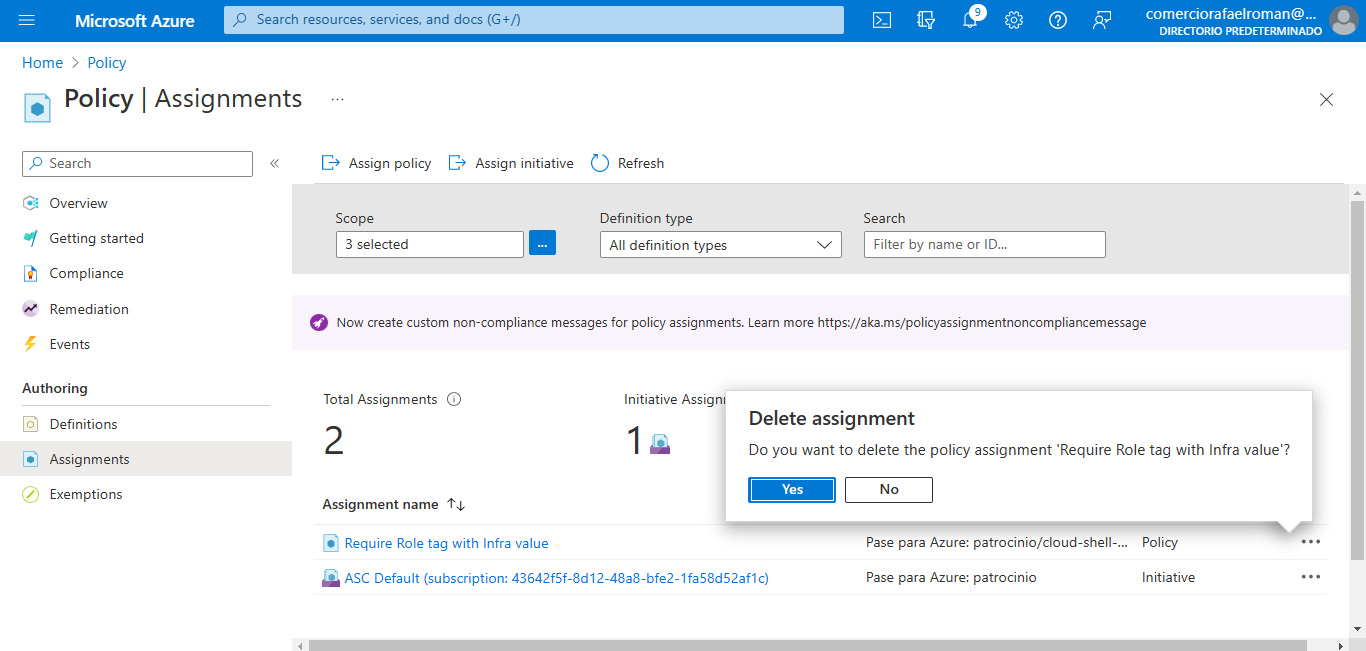 Microsoft Azure
Search resources, services, and docs (G+/)
9
comerciorafaelroman@...
DIRECTORIO PREDETERMINADO
Home > Policy
Policy | Assignments ...
Search
«
Overview
Getting started
Compliance
Remediation
Events
Authoring
Definitions
Assignments
Exemptions
Assign policy
Assign initiative
Refresh
Scope
3 selected
...
Definition type
All definition types
Search
Filter by name or ID...
Now create custom non-compliance messages for policy assignments. Learn more https://aka.ms/policyassignmentnoncompliancemessage
Total Assignments
2
Initiative Assign
1
Delete assignment
Do you want to delete the policy assignment 'Require Role tag with Infra value'?
Yes
No
Assignment name ↑↓
Require Role tag with Infra value
Pase para Azure: patrocinio/cloud-shell-...
Policy
...
ASC Default (subscription: 43642f5f-8d12-48a8-bfe2-1fa58d52af1c)
Pase para Azure: patrocinio
Initiative
...